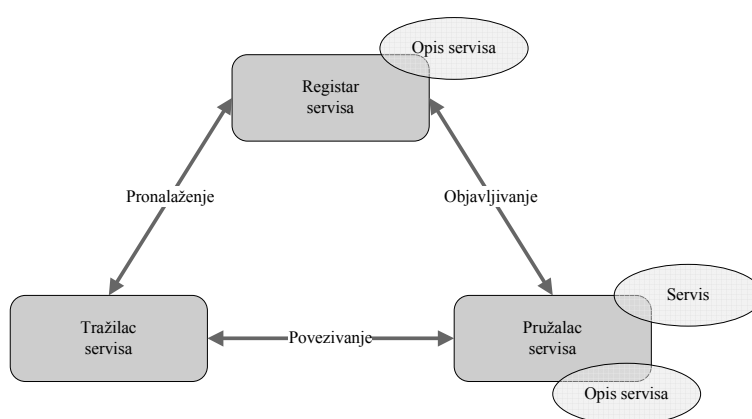 Opis servisa
Registar
servisa
Pronalaženje
Objavljivanje
Servis
Tražilac
servisa
Povezivanje
Pružalac
servisa
Opis servisa